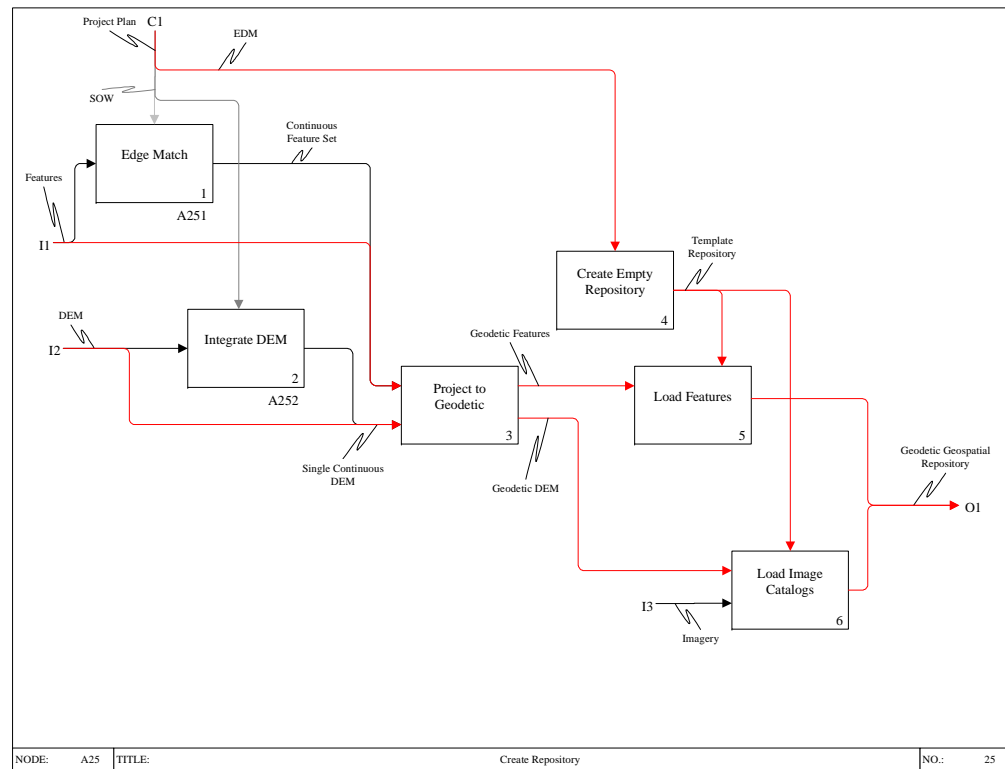 Project Plan
C1
EDM
SOW
Edge Match
1
A251
Continuous
Feature Set
Features
I1
Template
Repository
Create Empty
Repository
4
DEM
I2
Integrate DEM
2
A252
Geodetic Features
Project to
Geodetic
3
Load Features
5
Single Continuous
DEM
Geodetic DEM
Geodetic Geospatial
Repository
O1
Load Image
Catalogs
6
I3
Imagery
NODE: A25 TITLE: Create Repository NO.: 25